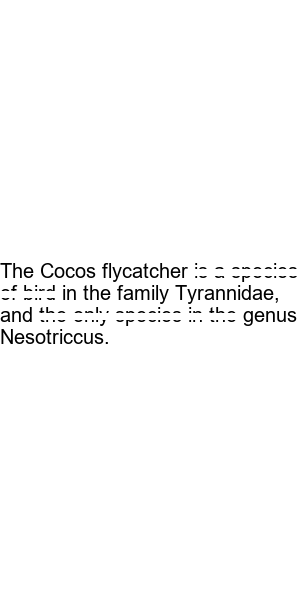 The Cocos flycatcher is a species
of bird in the family Tyrannidae,
and the only species in the genus
Nesotriccus.